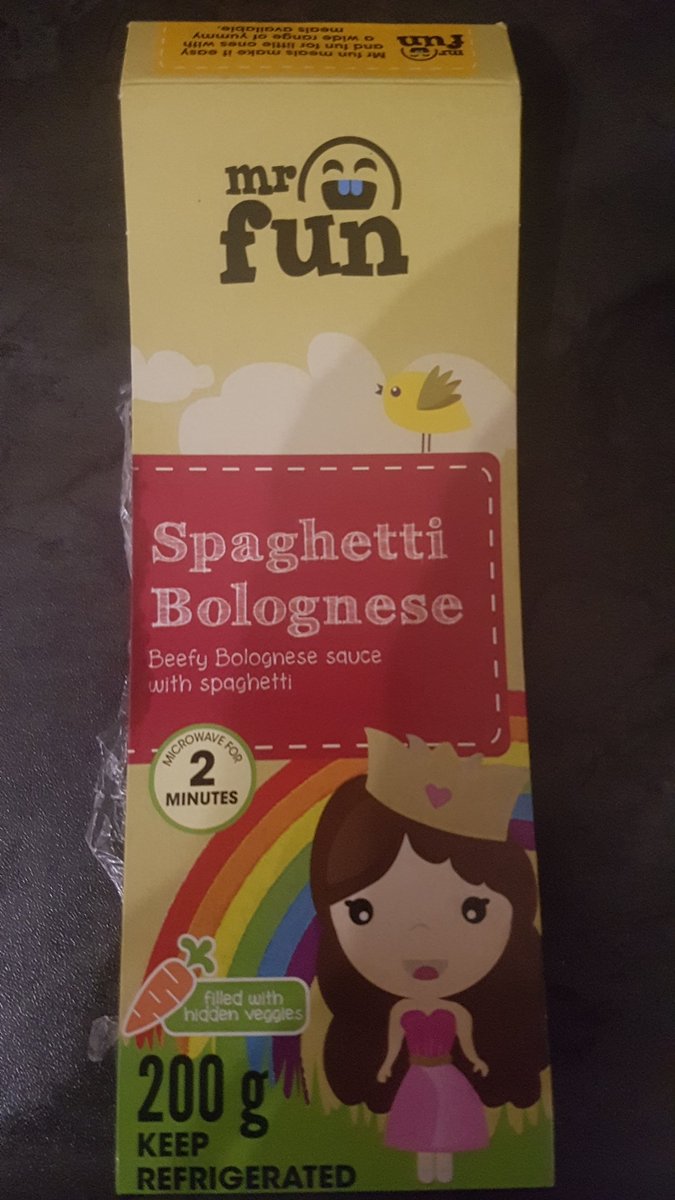 Mr fun meals make it easy
and fun for little ones with
a wide range of yummy
meals available.
mr
fun
mr
fun
Spaghetti
Bolognese
Beefy Bolognese sauce
with spaghetti
MICROWAVE FOR
2
MINUTES
filled with
hidden veggies
200 g
KEEP
REFRIGERATED